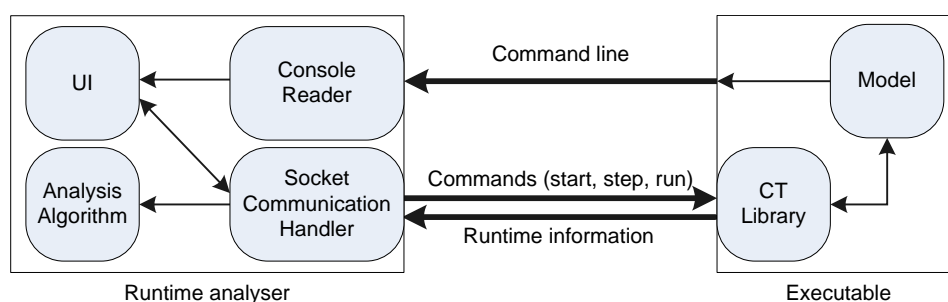 UI
Console
Reader
Command line
Model
Analysis
Algorithm
Socket
Communication
Handler
Commands (start, step, run)
Runtime information
CT
Library
Runtime analyser
Executable